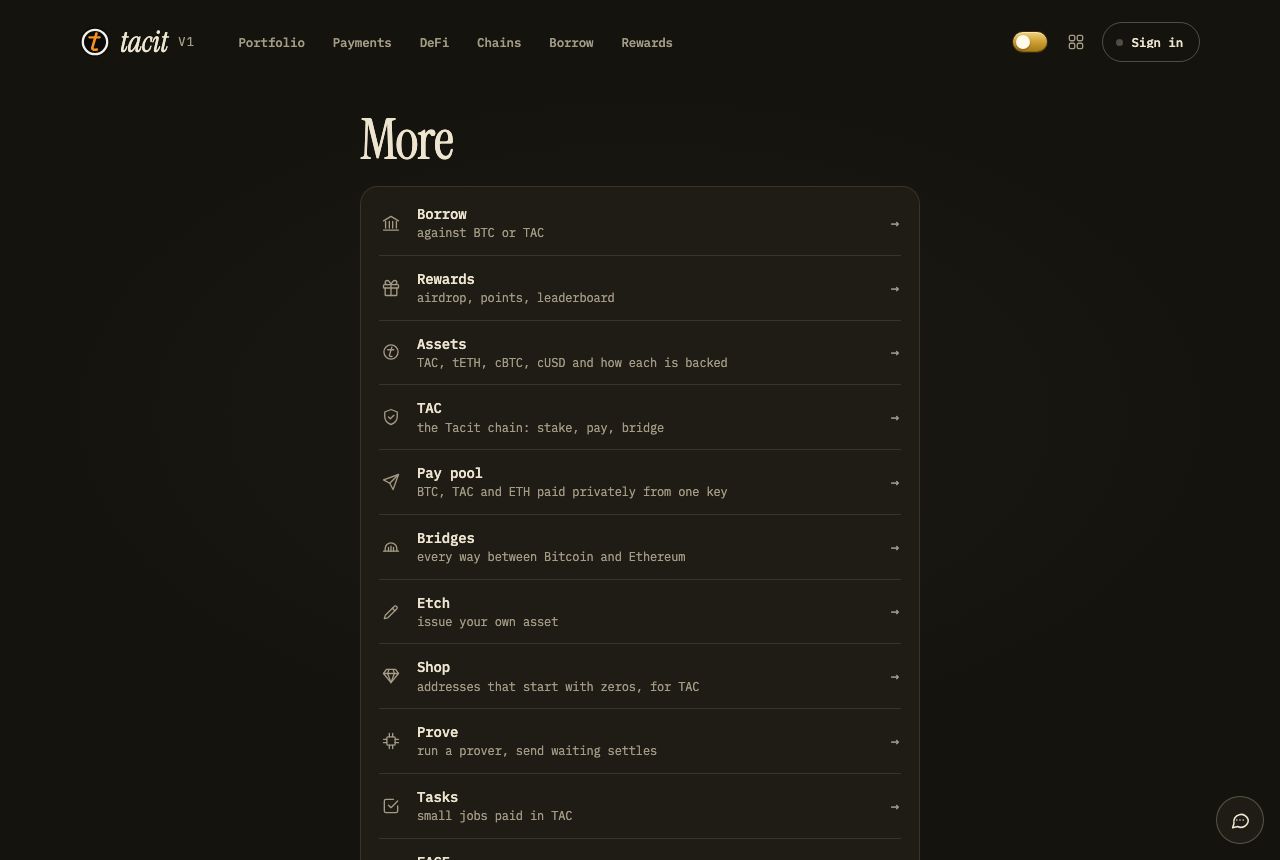 tacit V1
Portfolio Payments DeFi Chains Borrow Rewards
Sign in
More
Borrow
against BTC or TAC
→
Rewards
airdrop, points, leaderboard
→
Assets
TAC, tETH, cBTC, cUSD and how each is backed
→
TAC
the Tacit chain: stake, pay, bridge
→
Pay pool
BTC, TAC and ETH paid privately from one key
→
Bridges
every way between Bitcoin and Ethereum
→
Etch
issue your own asset
→
Shop
addresses that start with zeros, for TAC
→
Prove
run a prover, send waiting settles
→
Tasks
small jobs paid in TAC
→